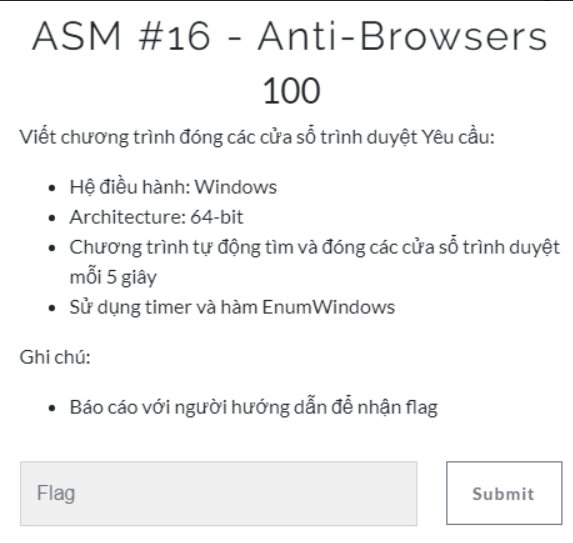 ASM #16 - Anti-Browsers
100
Viết chương trình đóng các cửa sổ trình duyệt Yêu cầu:
• Hệ điều hành: Windows
• Architecture: 64-bit
• Chương trình tự động tìm và đóng các cửa sổ trình duyệt
mỗi 5 giây
• Sử dụng timer và hàm EnumWindows
Ghi chú:
• Báo cáo với người hướng dẫn để nhận flag
Flag
Submit